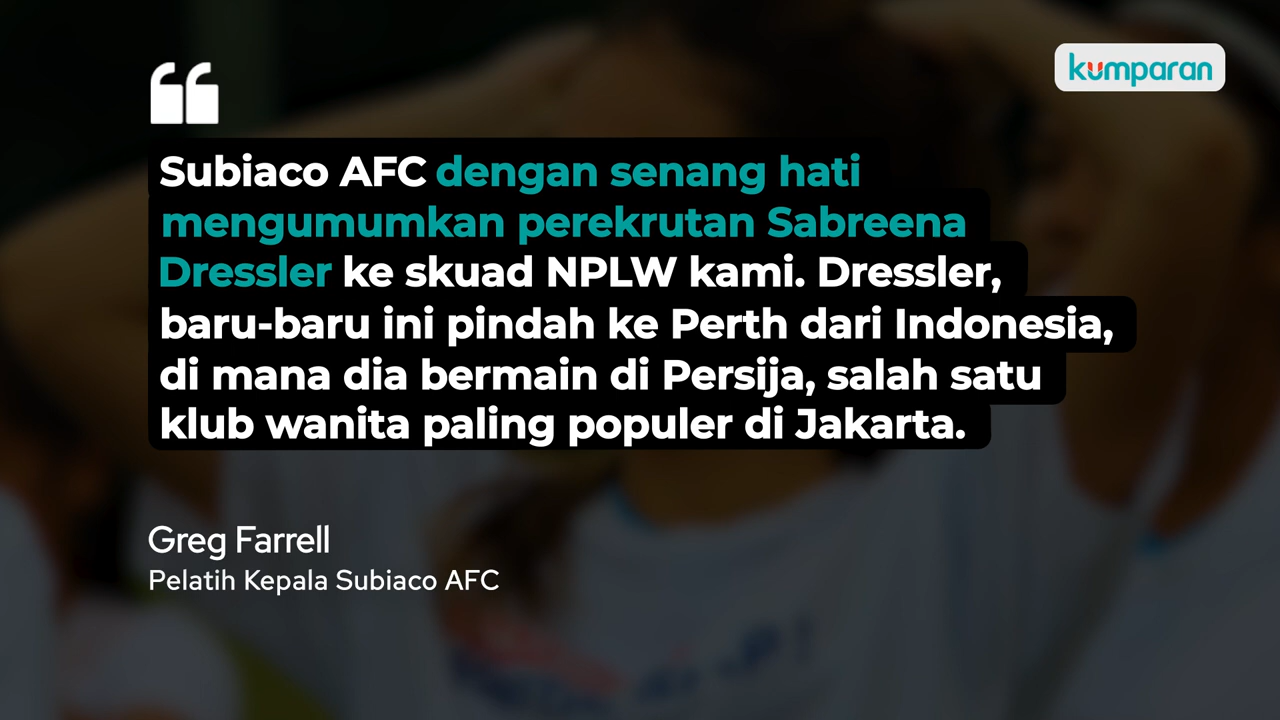 kumparan
“
Subiaco AFC dengan senang hati
mengumumkan perekrutan Sabreena
Dressler ke skuad NPLW kami. Dressler,
baru-baru ini pindah ke Perth dari Indonesia,
di mana dia bermain di Persija, salah satu
klub wanita paling populer di Jakarta.
Greg Farrell
Pelatih Kepala Subiaco AFC